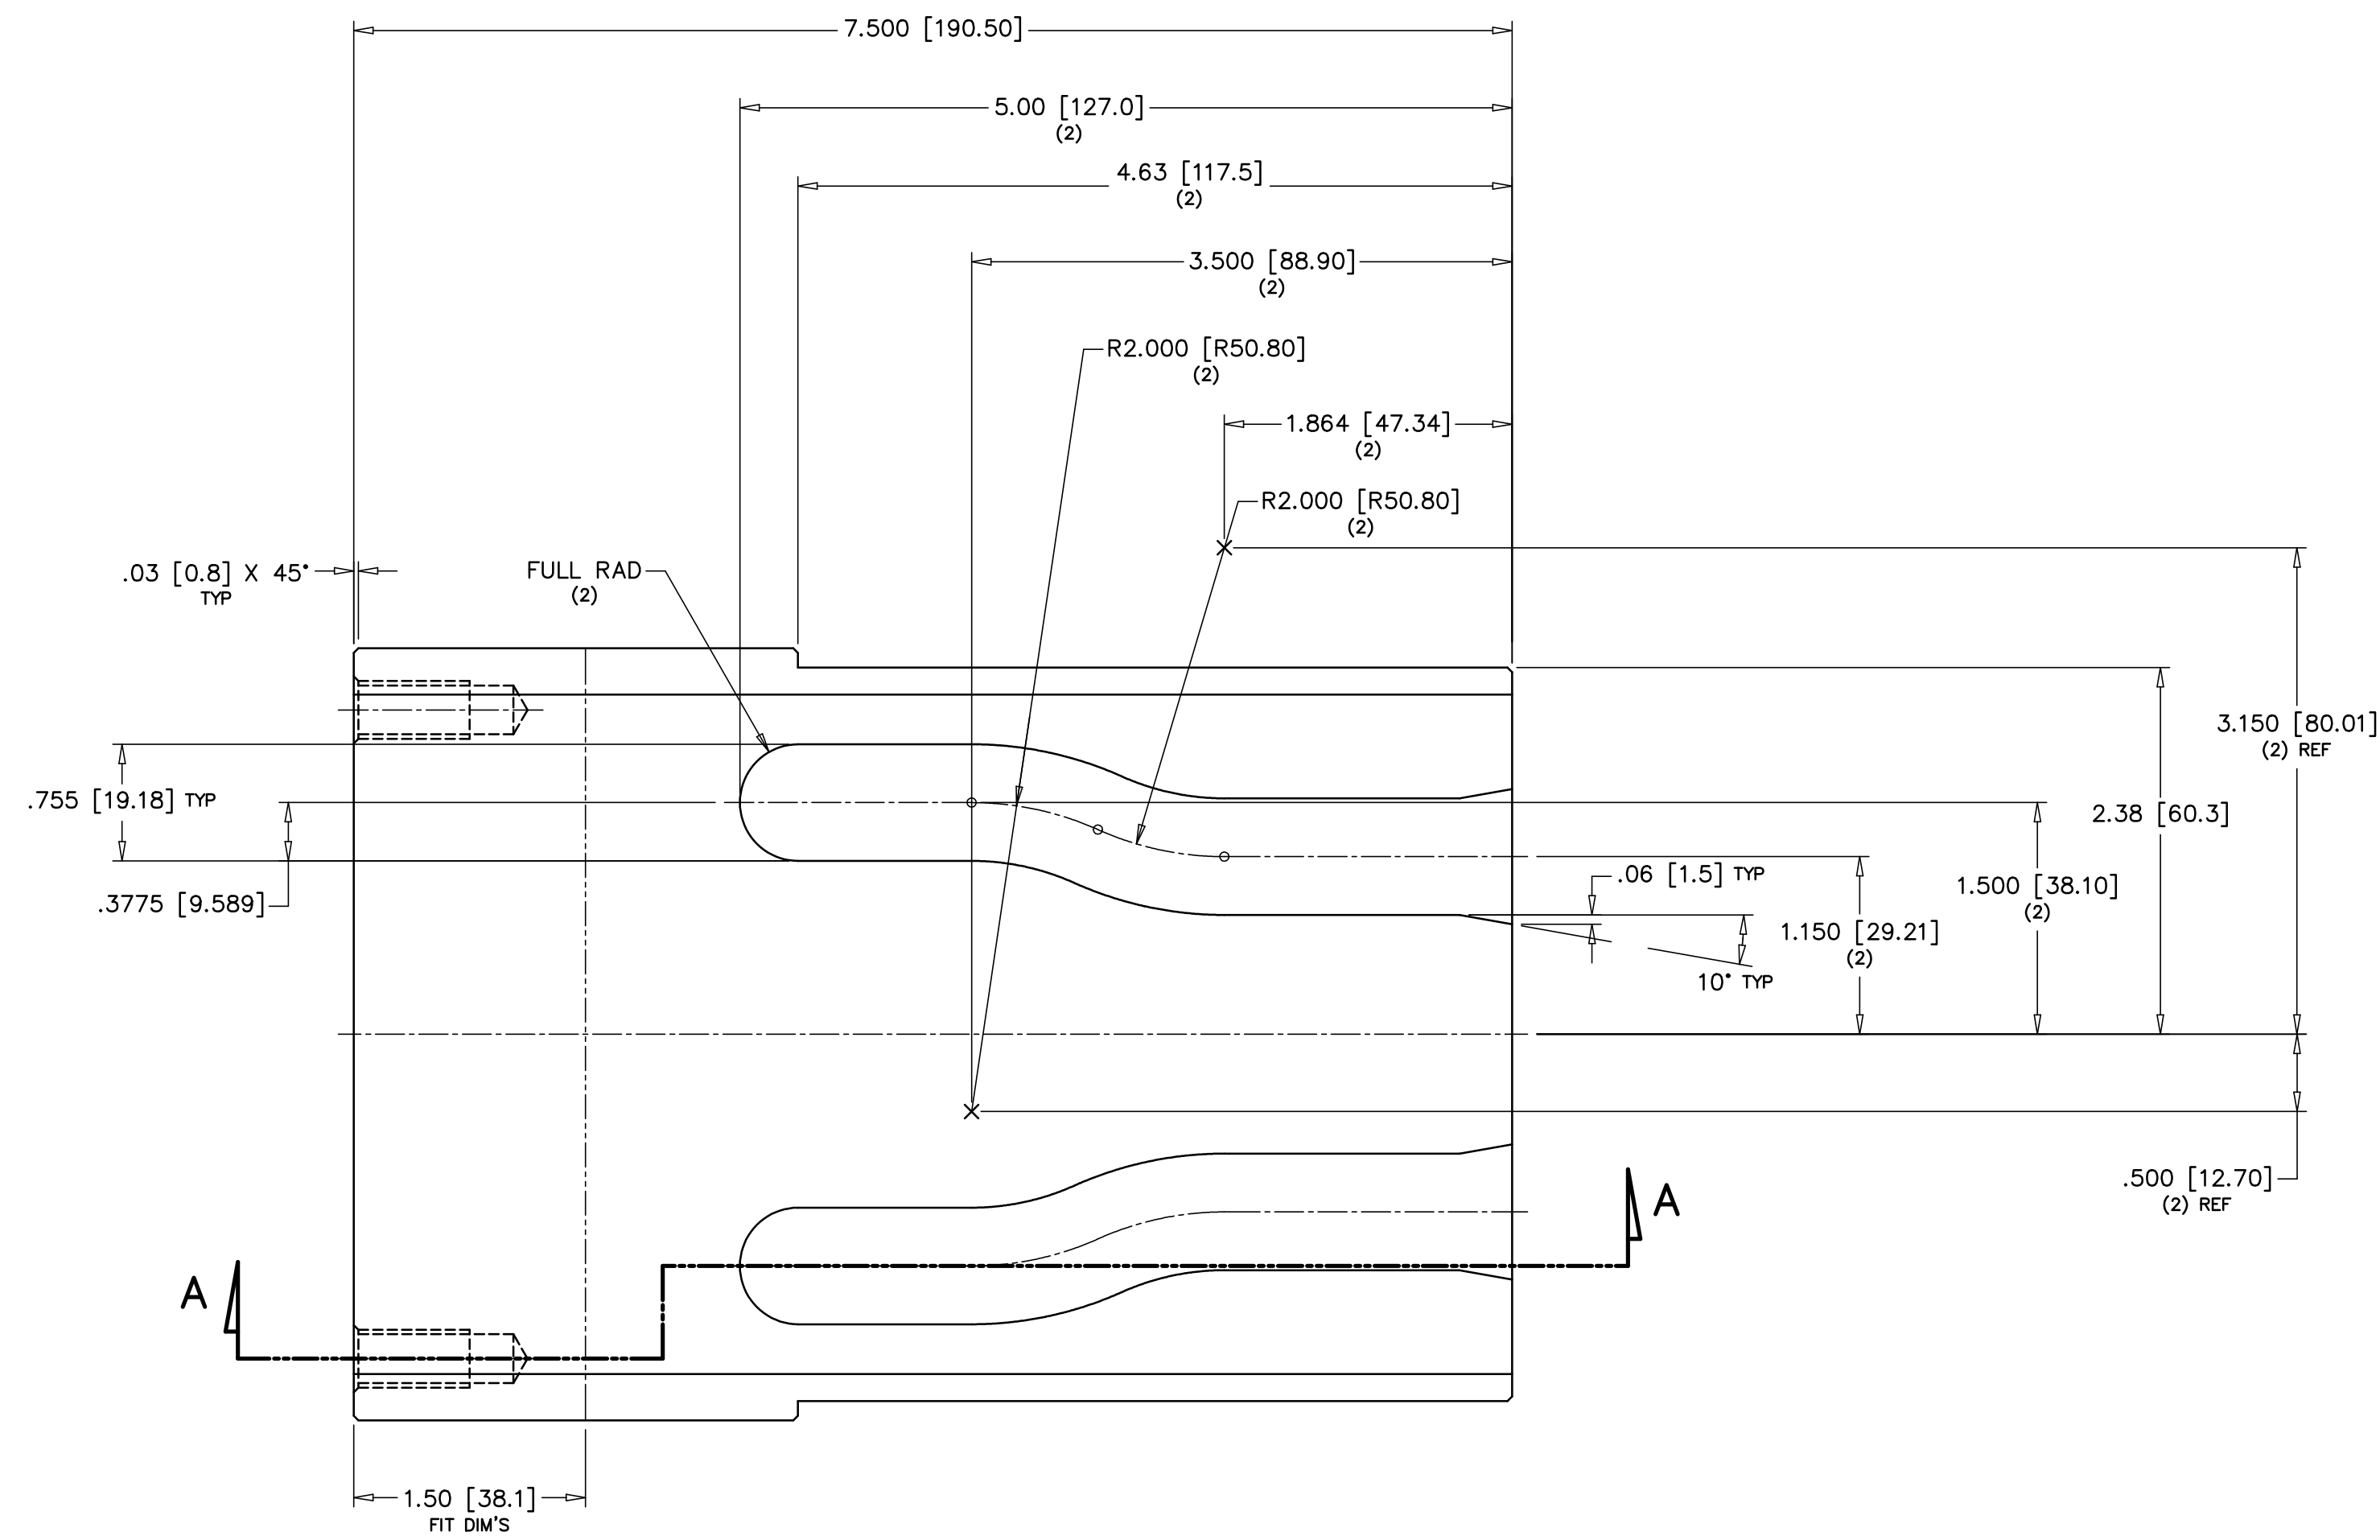 7.500 [190.50]
5.00 [127.0]
(2)
4.63 [117.5]
(2)
3.500 [88.90]
(2)
R2.000 [R50.80]
(2)
1.864 [47.34]
(2)
R2.000 [R50.80]
(2)
.03 [0.8] X 45°
TYP
FULL RAD
(2)
3.150 [80.01]
(2) REF
.755 [19.18] TYP
2.38 [60.3]
.06 [1.5] TYP
1.500 [38.10]
(2)
.3775 [9.589]
1.150 [29.21]
(2)
10° TYP
.500 [12.70]
(2) REF
A
A
1.50 [38.1]
FIT DIM'S